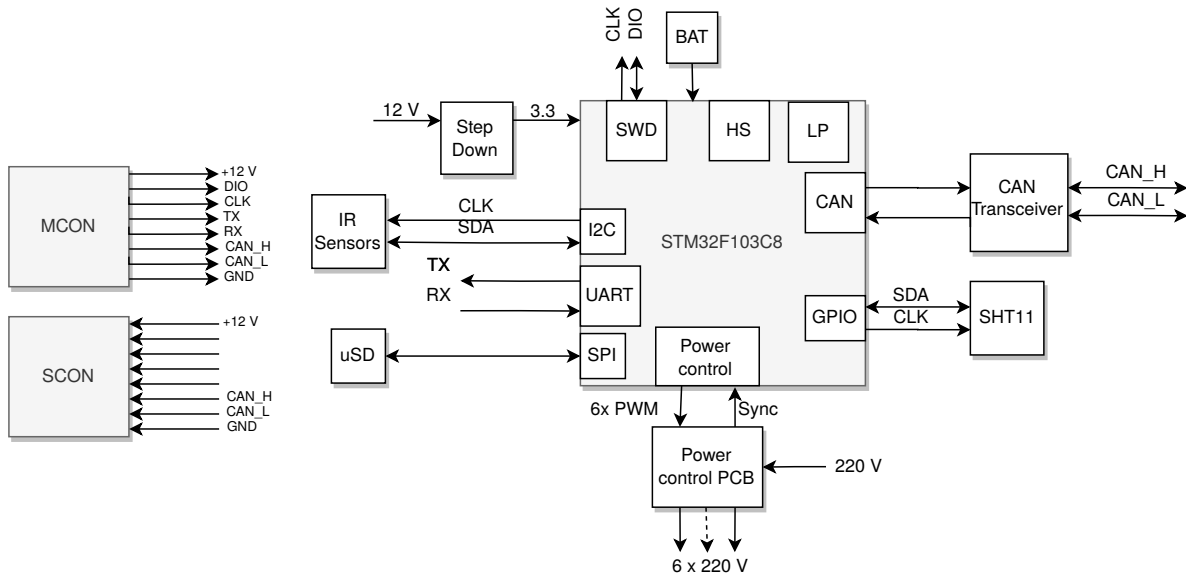 CLK
DIO
BAT
12 V
Step
Down
3.3
SWD
HS
LP
MCON
+12 V
DIO
CLK
TX
RX
CAN_H
CAN_L
GND
IR
Sensors
CLK
SDA
I2C
STM32F103C8
CAN
CAN
Transceiver
CAN_H
CAN_L
TX
RX
UART
GPIO
SDA
CLK
SHT11
SCON
+12 V
CAN_H
CAN_L
GND
uSD
SPI
Power
control
6x PWM
Sync
Power
control PCB
220 V
6 x 220 V